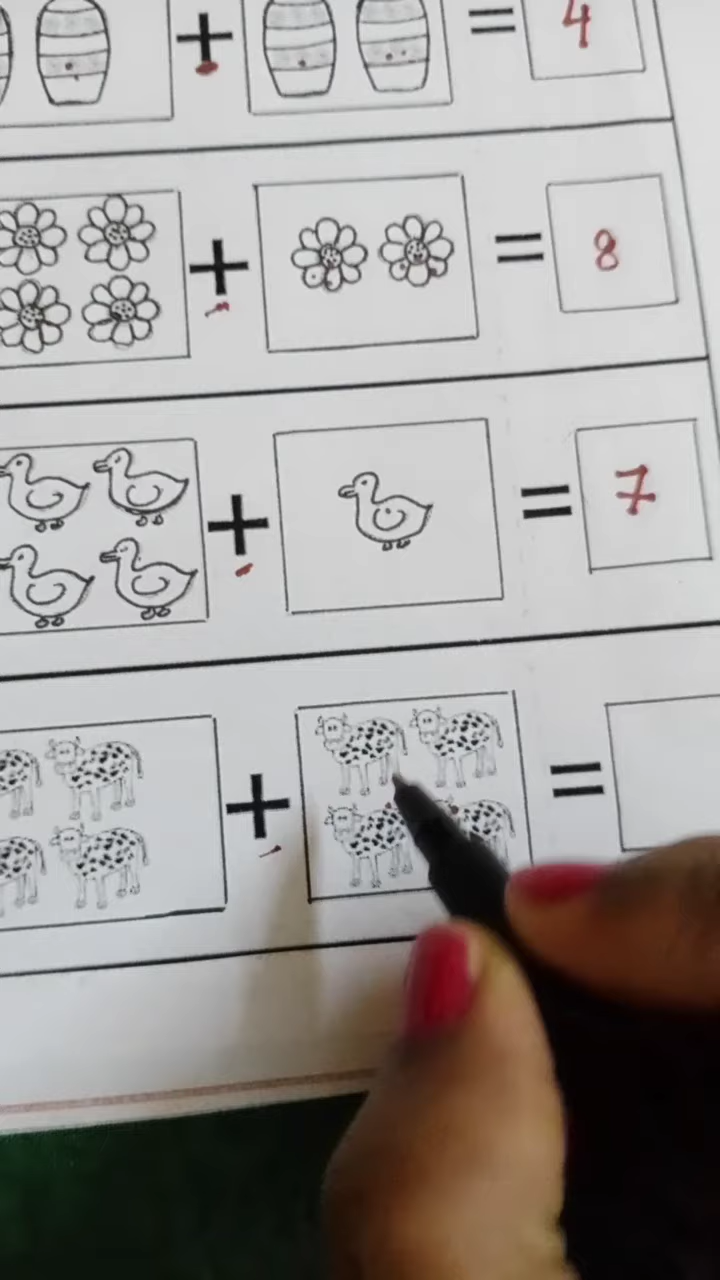 + = 4
+ = 8
+ = 7
+ =